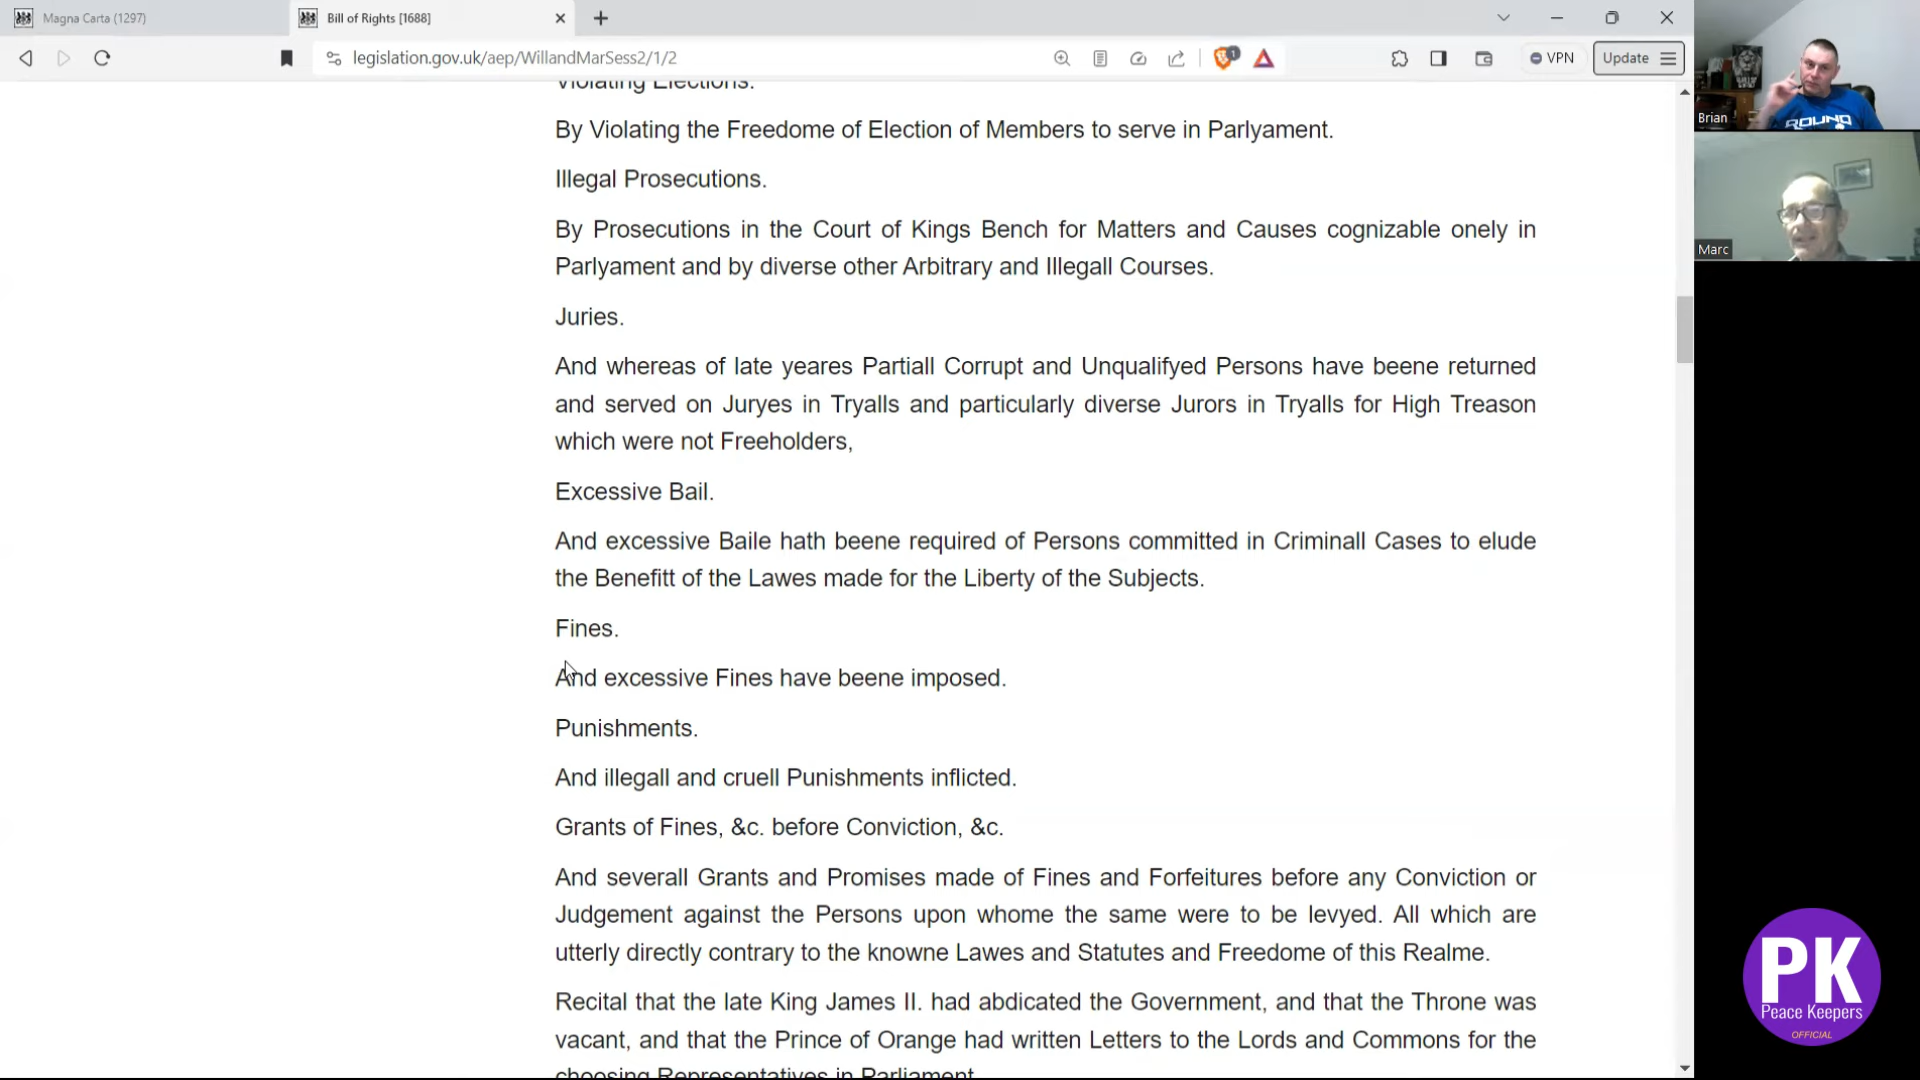 Magna Carta (1297)
Bill of Rights [1688]
legislation.gov.uk/aep/WillandMarSess2/1/2
1
VPN
Update
Violating Elections.
By Violating the Freedome of Election of Members to serve in Parlyament.
Illegal Prosecutions.
By Prosecutions in the Court of Kings Bench for Matters and Causes cognizable onely in
Parlyament and by diverse other Arbitrary and Illegall Courses.
Juries.
And whereas of late yeares Partiall Corrupt and Unqualifyed Persons have beene returned
and served on Juryes in Tryalls and particularly diverse Jurors in Tryalls for High Treason
which were not Freeholders,
Excessive Bail.
And excessive Baile hath beene required of Persons committed in Criminall Cases to elude
the Benefitt of the Lawes made for the Liberty of the Subjects.
Fines.
And excessive Fines have beene imposed.
Punishments.
And illegall and cruell Punishments inflicted.
Grants of Fines, &c. before Conviction, &c.
And severall Grants and Promises made of Fines and Forfeitures before any Conviction or
Judgement against the Persons upon whome the same were to be levyed. All which are
utterly directly contrary to the knowne Lawes and Statutes and Freedome of this Realme.
Recital that the late King James II. had abdicated the Government, and that the Throne was
vacant, and that the Prince of Orange had written Letters to the Lords and Commons for the
choosing Representatives in Parliament.
ROUND
Brian
Marc
PK
Peace Keepers
OFFICIAL